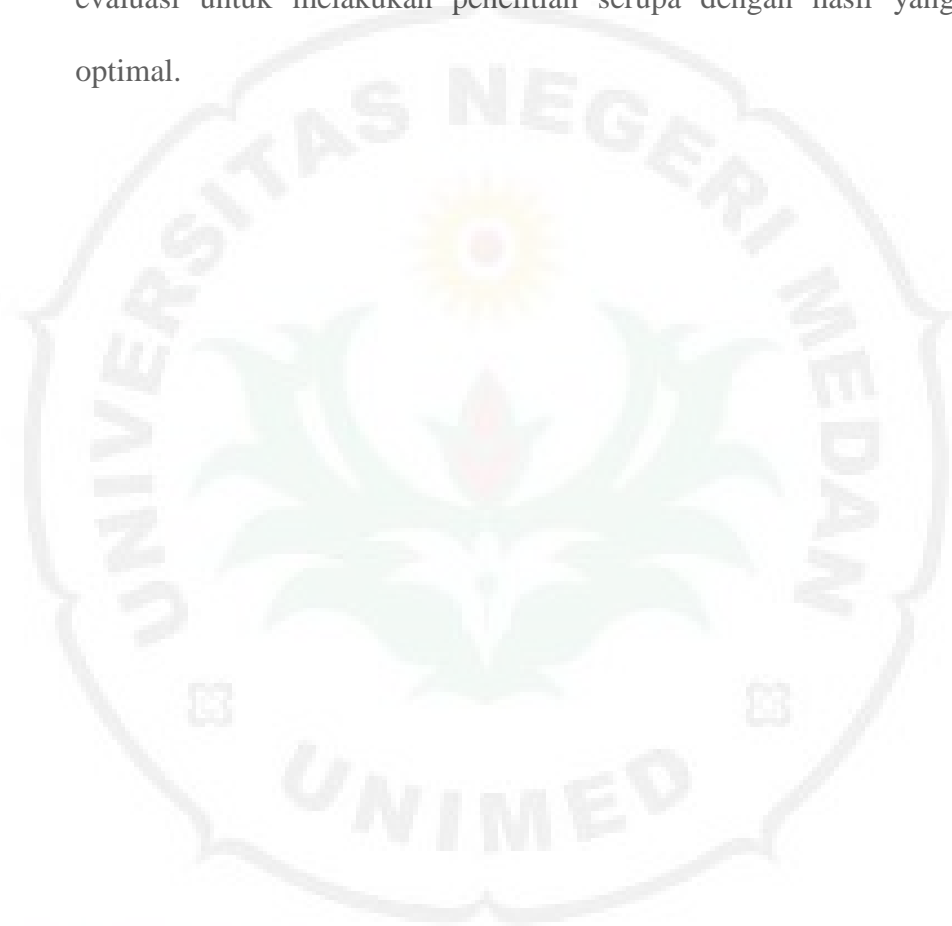 evaluasi untuk melakukan penelitian serupa dengan hasil yang
optimal.
UNIVERSITAS NEGERI MEDAN
UNIMED